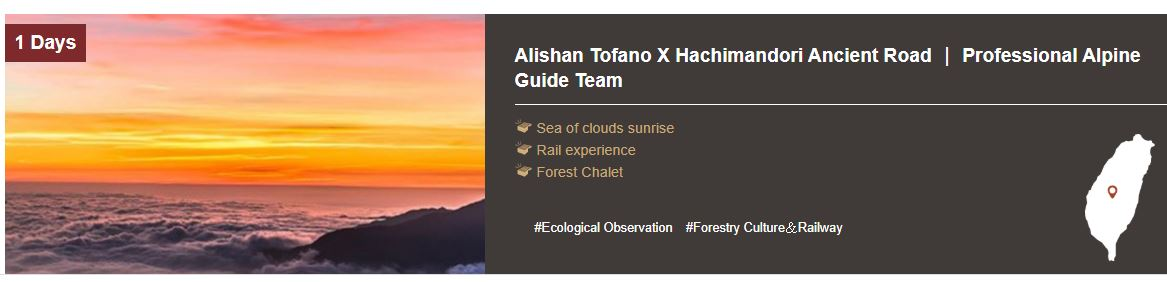 1 Days
Alishan Tofano X Hachimandori Ancient Road ｜ Professional Alpine
Guide Team
Sea of clouds sunrise
Rail experience
Forest Chalet
#Ecological Observation #Forestry Culture＆Railway